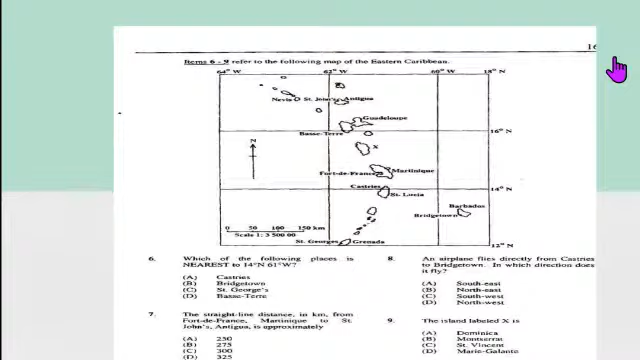 16
Items 6 - 9 refer to the following map of the Eastern Caribbean.
64° W
62° W
60° W
18° N
Nevis
St. John's
Antigua
Guadeloupe
Basse-Terre
16° N
N
X
Fort-de-France
Martinique
Castries
14° N
St. Lucia
Barbados
Bridgetown
0 50 100 150 km
Scale 1: 3 500 00
St. Georges
Grenada
12° N
6. Which of the following places is
NEAREST to 14°N 61°W?
(A) Castries
(B) Bridgetown
(C) St. George's
(D) Basse-Terre
7. The straight-line distance, in km, from
Fort-de-France, Martinique to St.
John's, Antigua, is approximately
(A) 250
(B) 275
(C) 300
(D) 325
8. An airplane flies directly from Castries
to Bridgetown. In which direction does
it fly?
(A) South-east
(B) North-east
(C) South-west
(D) North-west
9. The island labeled X is
(A) Dominica
(B) Montserrat
(C) St. Vincent
(D) Marie-Galante